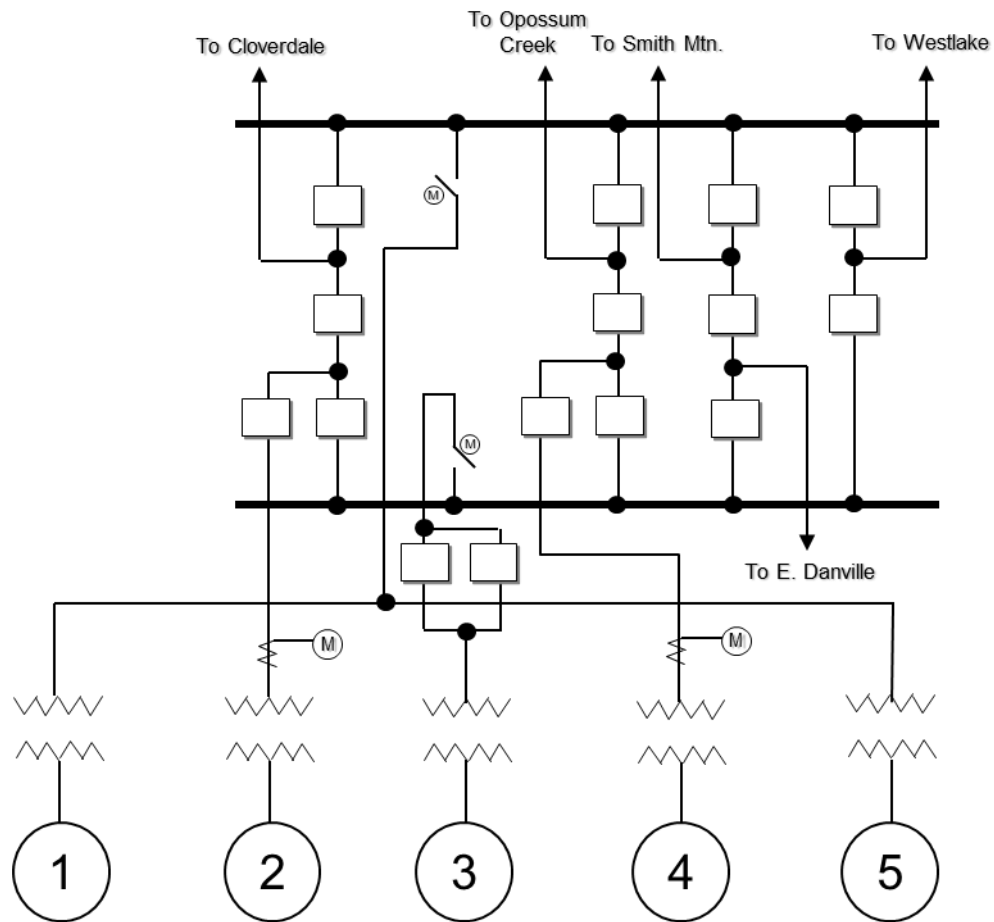 To Opossum
Creek
To Cloverdale
To Smith Mtn.
To Westlake
M
M
To E. Danville
M
M
1
2
3
4
5